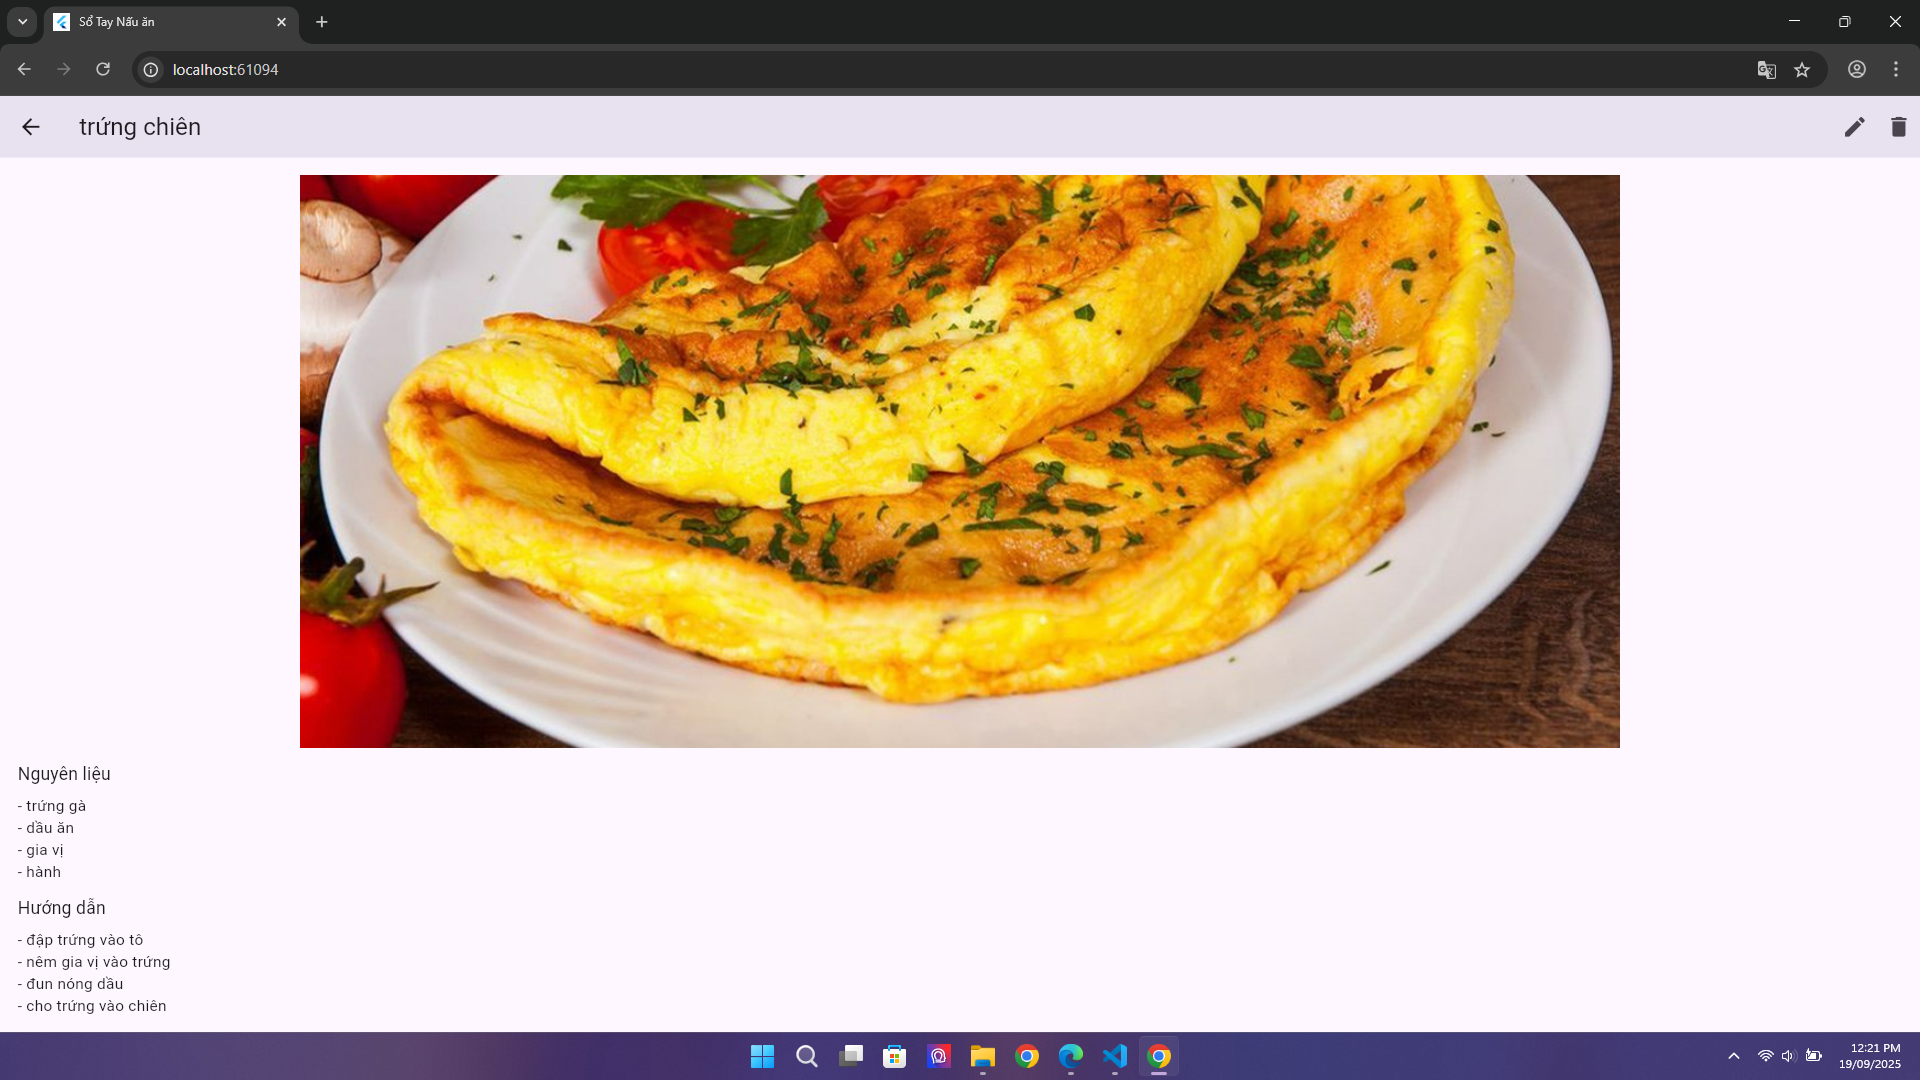 Sổ Tay Nấu ăn
localhost:61094
trứng chiên
Nguyên liệu
- trứng gà
- dầu ăn
- gia vị
- hành
Hướng dẫn
- đập trứng vào tô
- nêm gia vị vào trứng
- đun nóng dầu
- cho trứng vào chiên
12:21 PM
19/09/2025